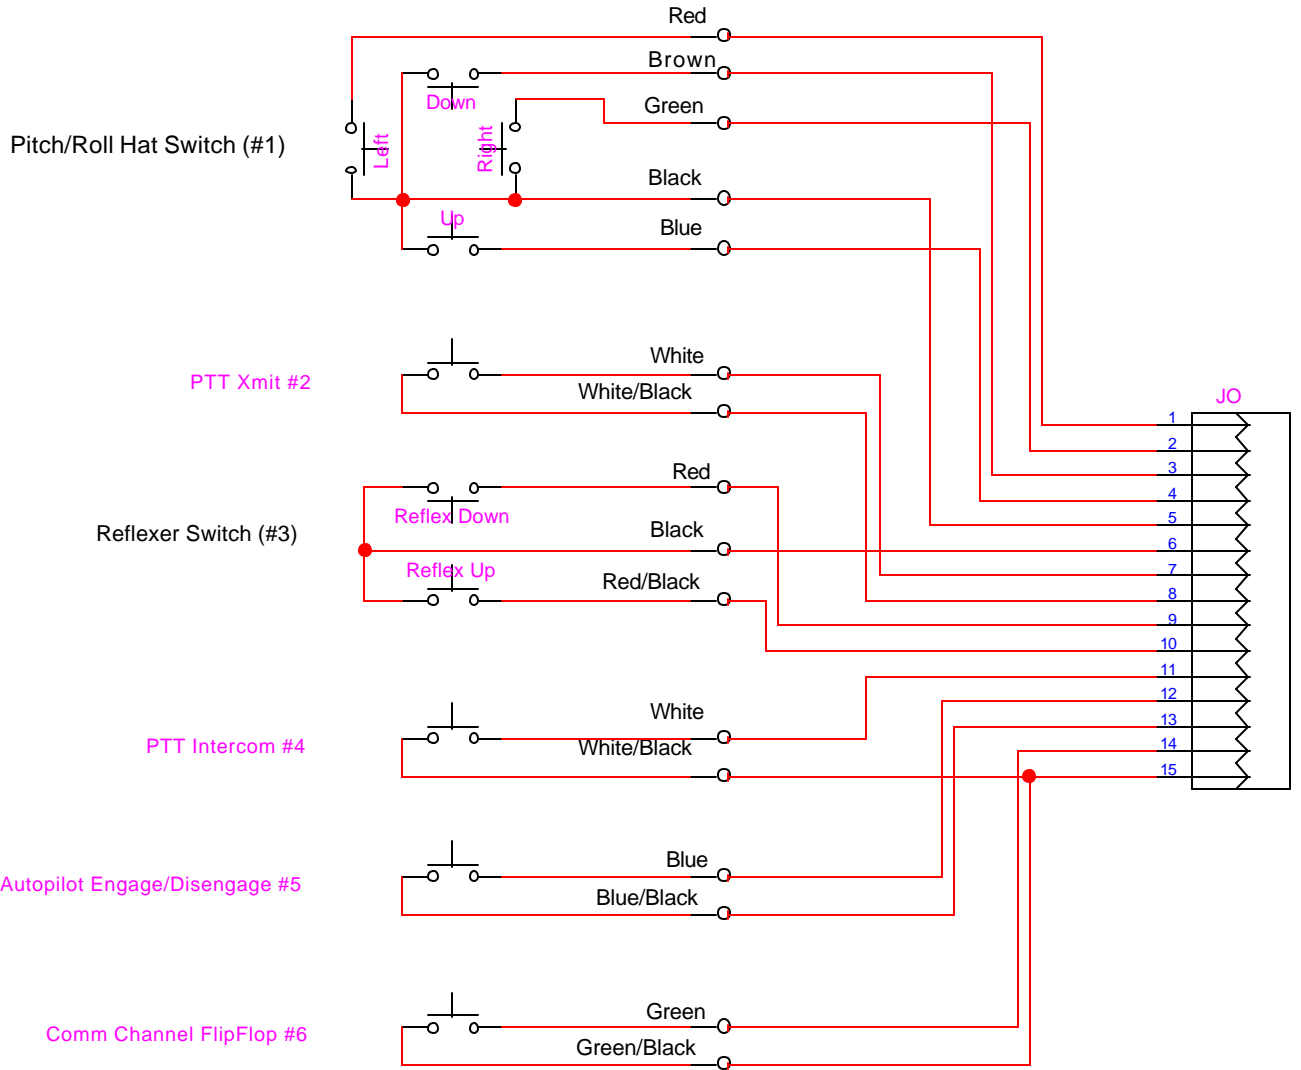 Red
Brown
Down
Green
Pitch/Roll Hat Switch (#1)
Left
Right
Black
Up
Blue
White
PTT Xmit #2
White/Black
JO
1
2
3
4
5
6
7
8
9
10
11
12
13
14
15
Red
Reflex Down
Reflexer Switch (#3)
Black
Reflex Up
Red/Black
White
PTT Intercom #4
White/Black
Blue
Autopilot Engage/Disengage #5
Blue/Black
Green
Comm Channel FlipFlop #6
Green/Black